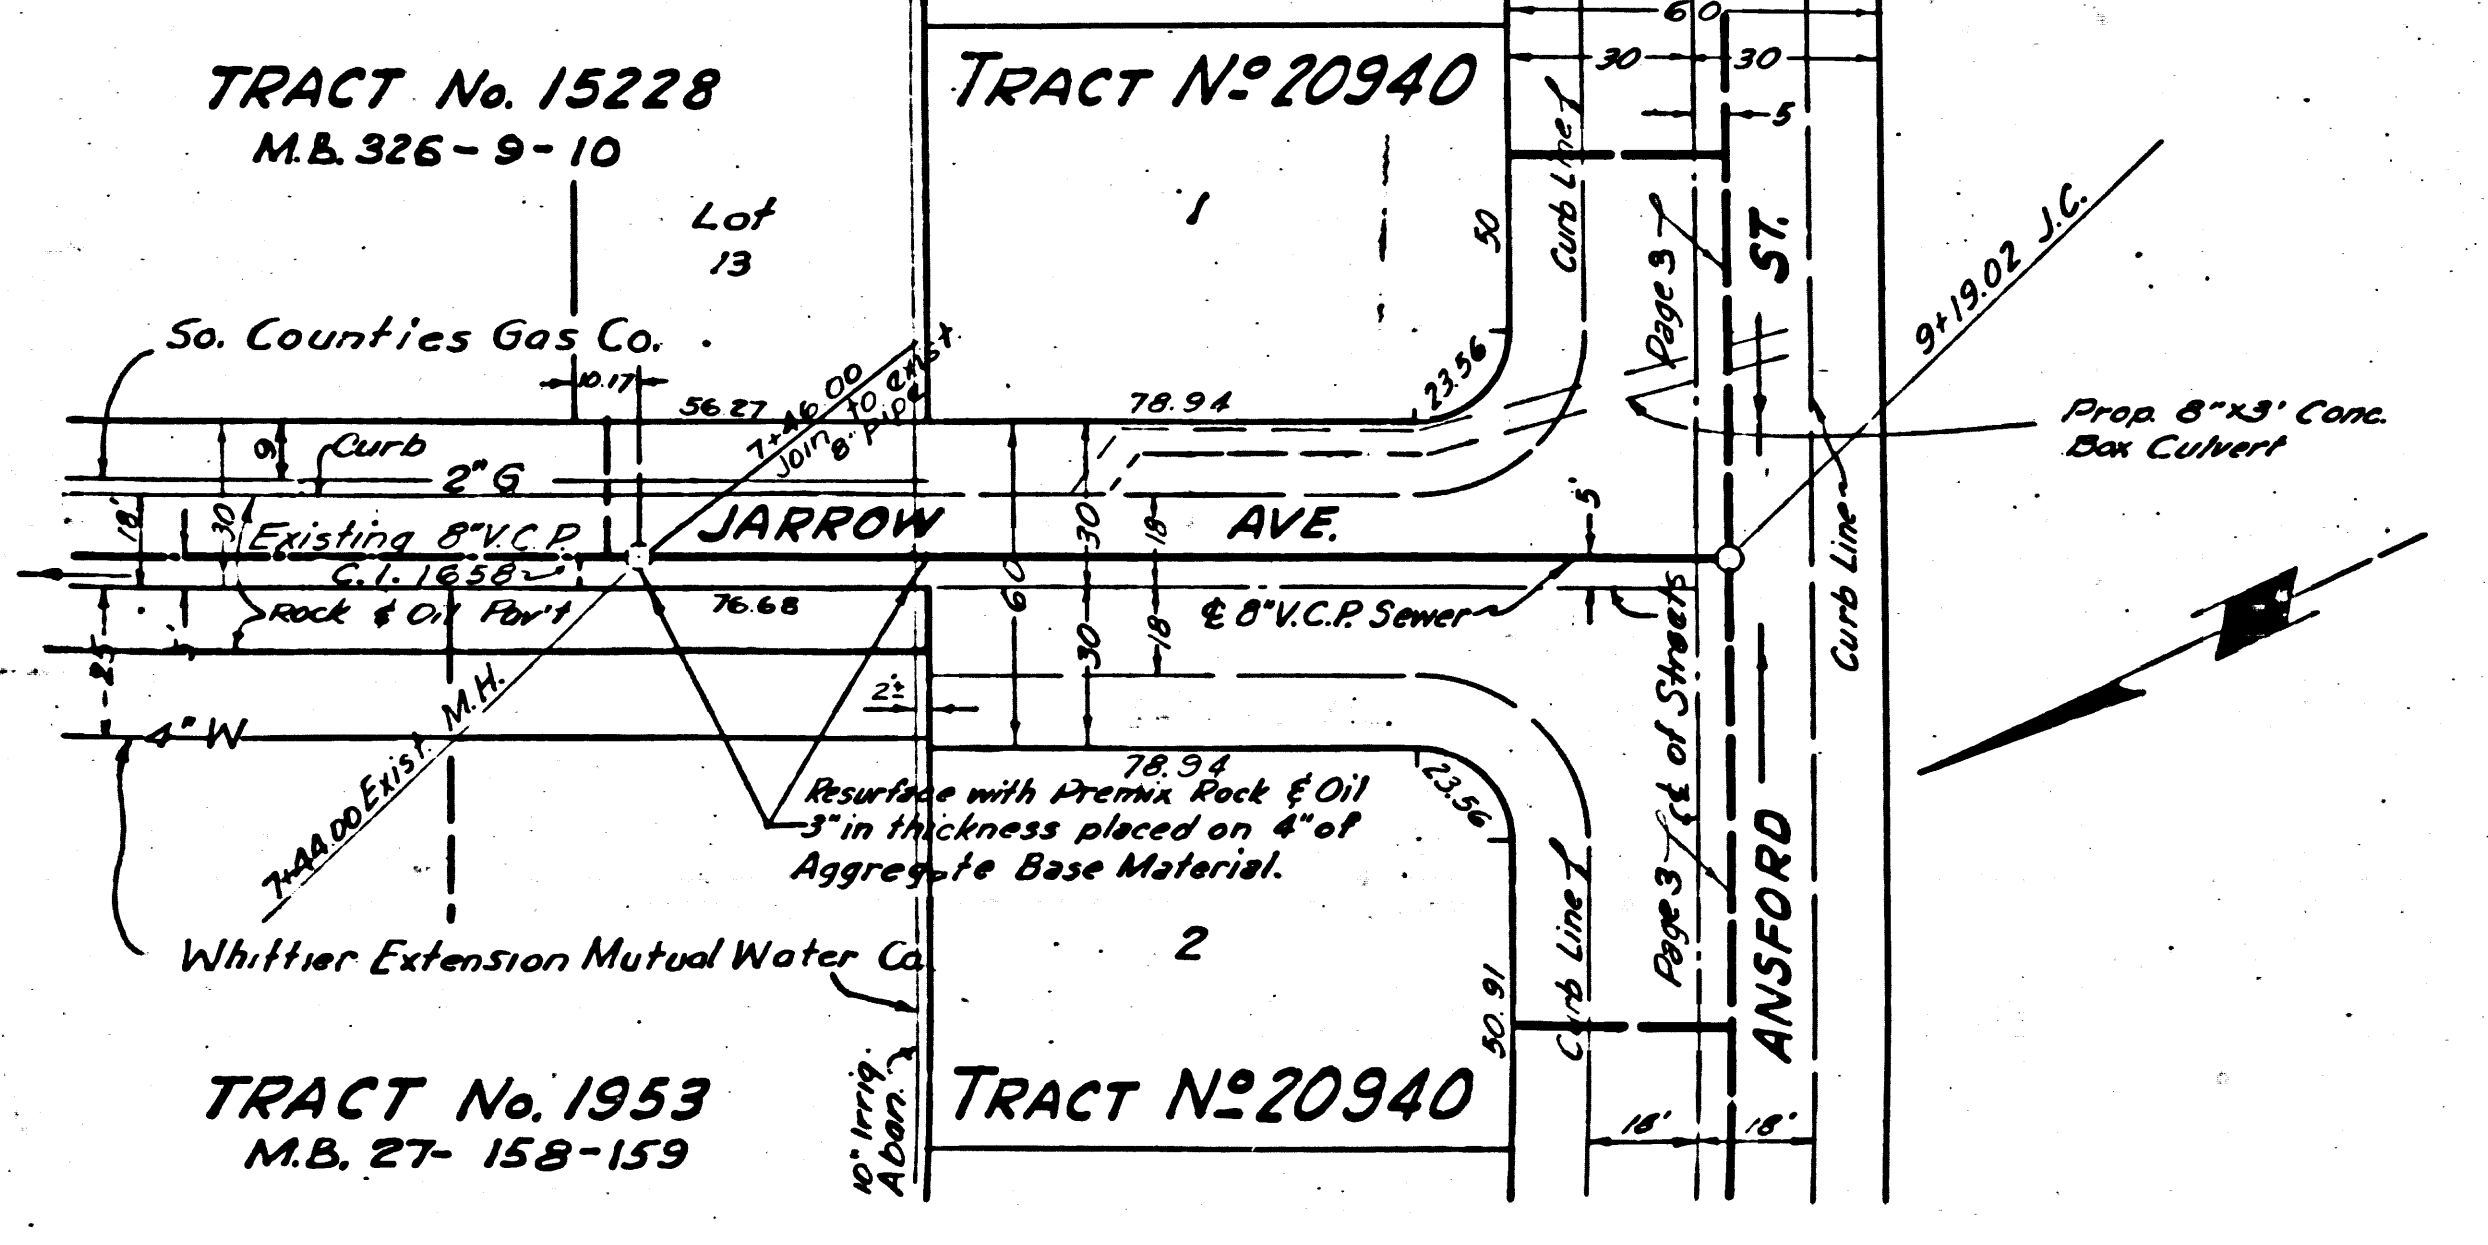 60
30 30
5
TRACT No. 15228
M.B. 326-9-10
Lot
13
TRACT Nº 20940
1
50
Curb Line
Page 3
ST.
9+19.02 J.C.
So. Counties Gas Co.
10.17
56.27
7+46.00
Join to exist.
8" pipe
78.94
23.56
Prop. 8"x3' Conc.
Box Culvert
9
Curb
2" G
18'
30
Existing 8" V.C.P.
C.I. 1658
Rock & Oil Pav't
JARROW AVE.
60
30
18
5'
76.68
30
18
℄ 8" V.C.P. Sewer
℄ of Streets
Curb Line
25
2'±
4" W
7+44.00 Exist. M.H.
78.94
23.56
Resurface with Premix Rock & Oil
3" in thickness placed on 4" of
Aggregate Base Material.
Whittier Extension Mutual Water Co.
2
50.91
Curb Line
Page 3
ANSFORD
10" Irrig.
Aban.
TRACT No. 1953
M.B. 27- 158-159
TRACT Nº 20940
18' 18'